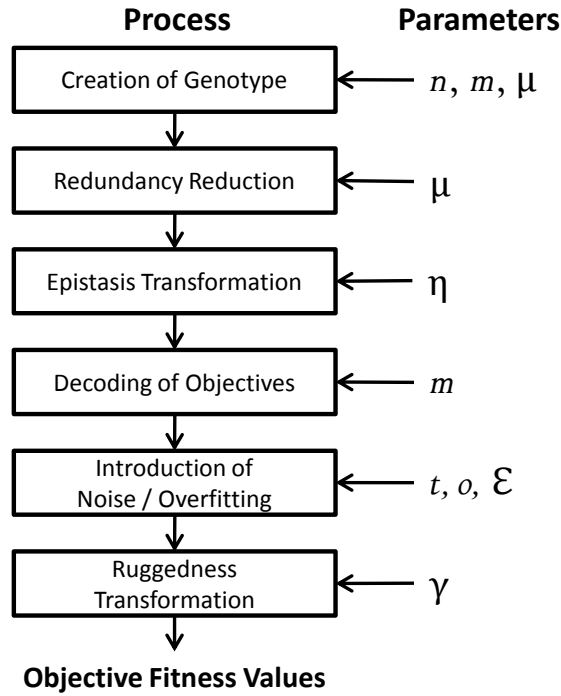 Process Parameters
Creation of Genotype n, m, μ
Redundancy Reduction μ
Epistasis Transformation η
Decoding of Objectives m
Introduction of
Noise / Overfitting t, o, ε
Ruggedness
Transformation γ
Objective Fitness Values